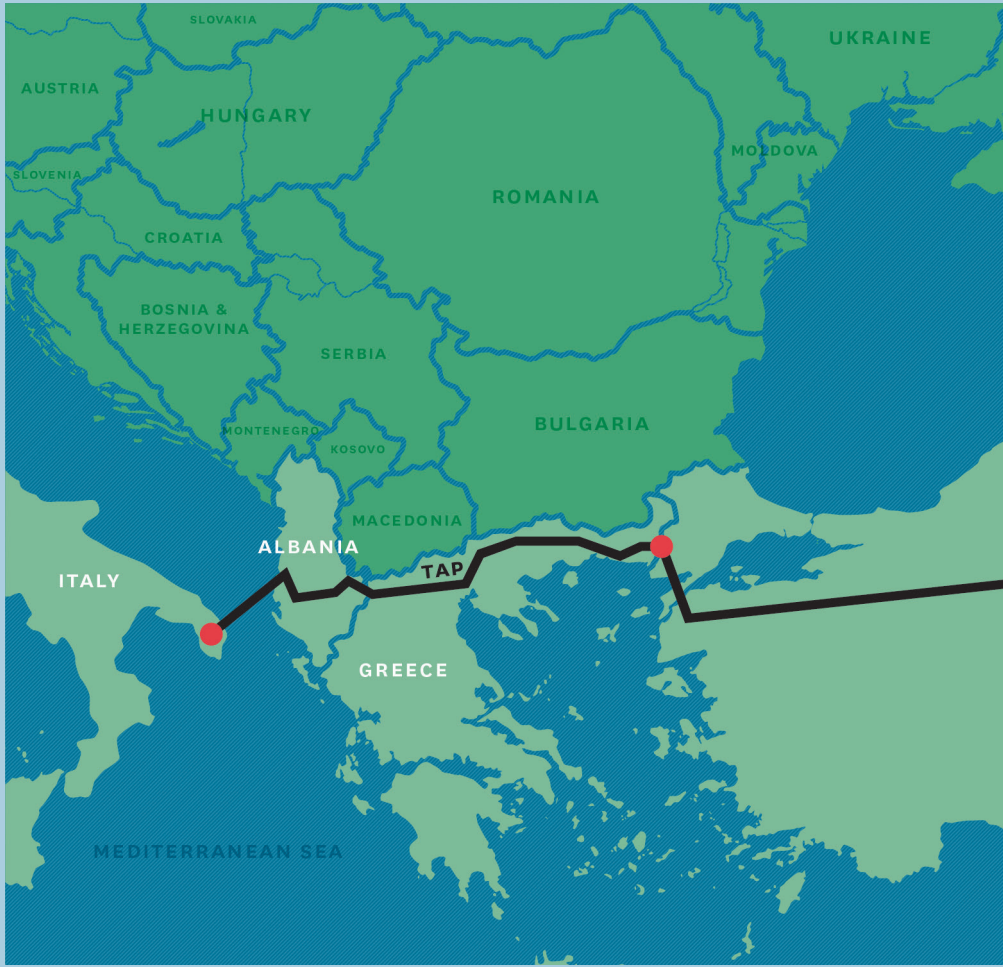 SLOVAKIA
UKRAINE
AUSTRIA
HUNGARY
MOLDOVA
SLOVENIA
ROMANIA
CROATIA
BOSNIA &
HERZEGOVINA
SERBIA
BULGARIA
MONTENEGRO
KOSOVO
MACEDONIA
ALBANIA
TAP
ITALY
GREECE
MEDITERRANEAN SEA